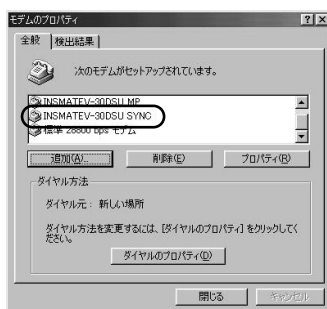 モデムのプロパティ
全般
検出結果
次のモデムがセットアップされています。
INSMATEV-30DSU MP
INSMATEV-30DSU SYNC
標準 28800 bps モデム
追加(A)...
削除(E)
プロパティ(R)
ダイヤル方法
ダイヤル元: 新しい場所
ダイヤル方法を変更するには、[ダイヤルのプロパティ] をクリックしてく
ださい。
ダイヤルのプロパティ(D)
閉じる
キャンセル